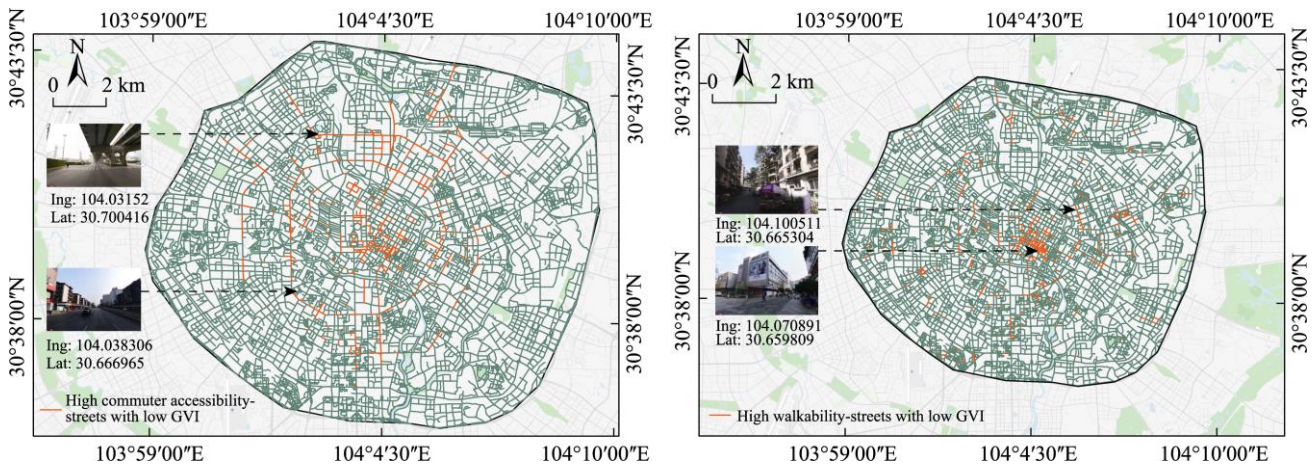 103°59′00″E
104°4′30″E
104°10′00″E
30°43′30″N
30°38′00″N
N
0 2 km
Ing: 104.03152
Lat: 30.700416
Ing: 104.038306
Lat: 30.666965
High commuter accessibility-
streets with low GVI
30°43′30″N
30°38′00″N
103°59′00″E
104°4′30″E
104°10′00″E
103°59′00″E
104°4′30″E
104°10′00″E
30°43′30″N
30°38′00″N
N
0 2 km
Ing: 104.100511
Lat: 30.665304
Ing: 104.070891
Lat: 30.659809
High walkability-streets with low GVI
30°43′30″N
30°38′00″N
103°59′00″E
104°4′30″E
104°10′00″E